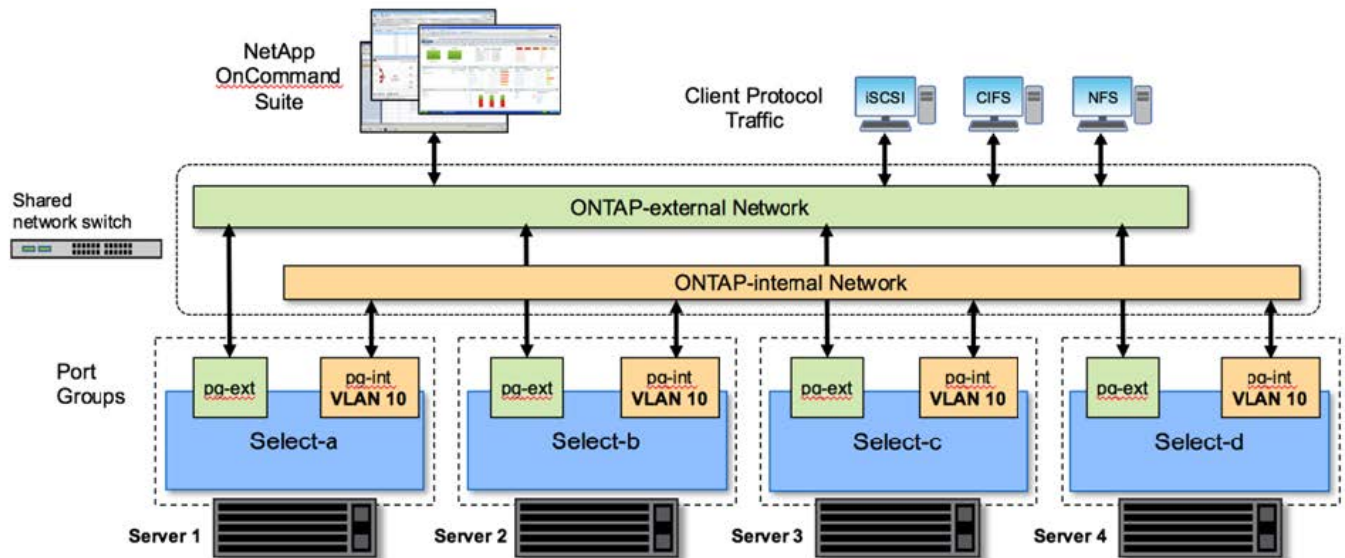 NetApp
OnCommand
Suite
Client Protocol
Traffic
iSCSI
CIFS
NFS
Shared
network switch
ONTAP-external Network
ONTAP-internal Network
Port
Groups
pg-ext
pg-int
VLAN 10
Select-a
pg-ext
pg-int
VLAN 10
Select-b
pg-ext
pg-int
VLAN 10
Select-c
pg-ext
pg-int
VLAN 10
Select-d
Server 1
Server 2
Server 3
Server 4